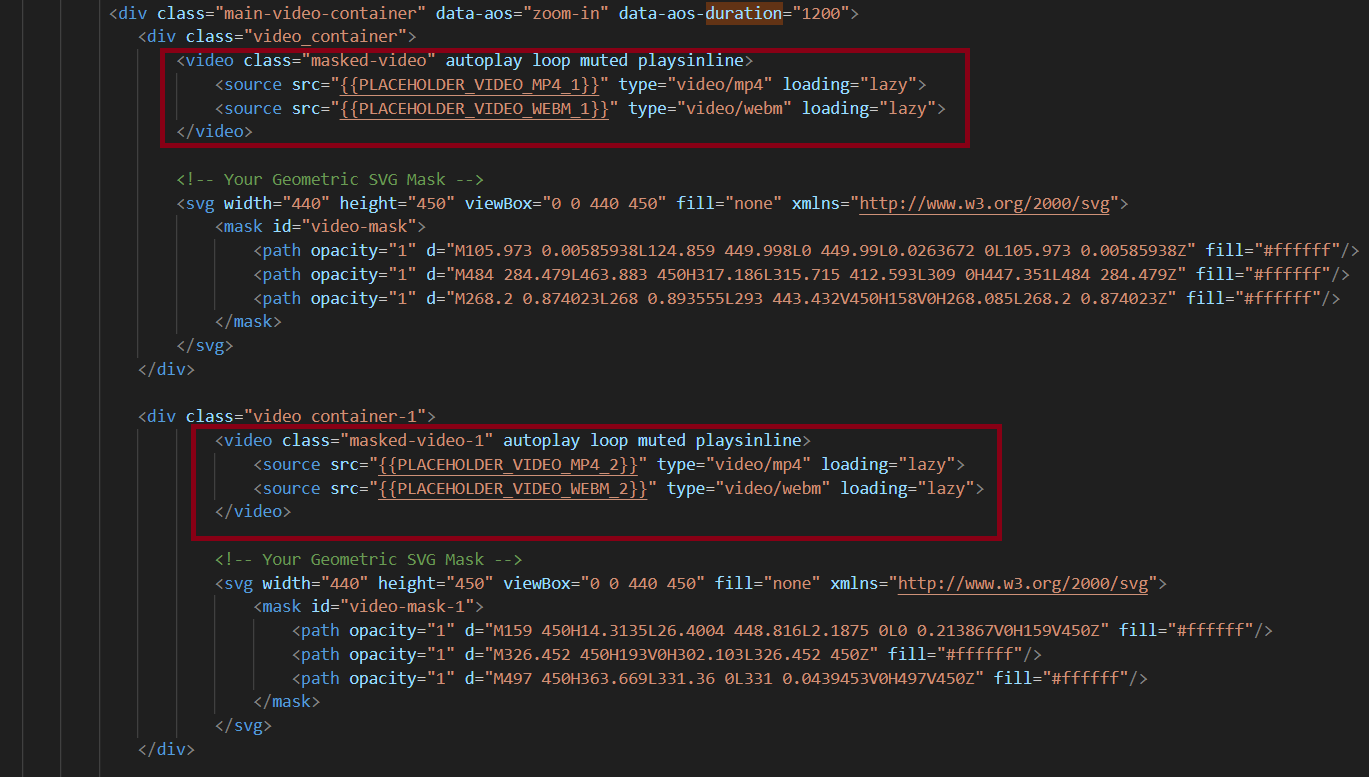 <div class="main-video-container" data-aos="zoom-in" data-aos-duration="1200">
<div class="video_container">
<video class="masked-video" autoplay loop muted playsinline>
<source src="{{PLACEHOLDER_VIDEO_MP4_1}}" type="video/mp4" loading="lazy">
<source src="{{PLACEHOLDER_VIDEO_WEBM_1}}" type="video/webm" loading="lazy">
</video>
<!-- Your Geometric SVG Mask -->
<svg width="440" height="450" viewBox="0 0 440 450" fill="none" xmlns="http://www.w3.org/2000/svg">
<mask id="video-mask">
<path opacity="1" d="M105.973 0.00585938L124.859 449.998L0 449.99L0.0263672 0L105.973 0.00585938Z" fill="#ffffff"/>
<path opacity="1" d="M484 284.479L463.883 450H317.186L315.715 412.593L309 0H447.351L484 284.479Z" fill="#ffffff"/>
<path opacity="1" d="M268.2 0.874023L268 0.893555L293 443.432V450H158V0H268.085L268.2 0.874023Z" fill="#ffffff"/>
</mask>
</svg>
</div>
<div class="video_container-1">
<video class="masked-video-1" autoplay loop muted playsinline>
<source src="{{PLACEHOLDER_VIDEO_MP4_2}}" type="video/mp4" loading="lazy">
<source src="{{PLACEHOLDER_VIDEO_WEBM_2}}" type="video/webm" loading="lazy">
</video>
<!-- Your Geometric SVG Mask -->
<svg width="440" height="450" viewBox="0 0 440 450" fill="none" xmlns="http://www.w3.org/2000/svg">
<mask id="video-mask-1">
<path opacity="1" d="M159 450H14.3135L26.4004 448.816L2.1875 0L0 0.213867V0H159V450Z" fill="#ffffff"/>
<path opacity="1" d="M326.452 450H193V0H302.103L326.452 450Z" fill="#ffffff"/>
<path opacity="1" d="M497 450H363.669L331.36 0L331 0.0439453V0H497V450Z" fill="#ffffff"/>
</mask>
</svg>
</div>